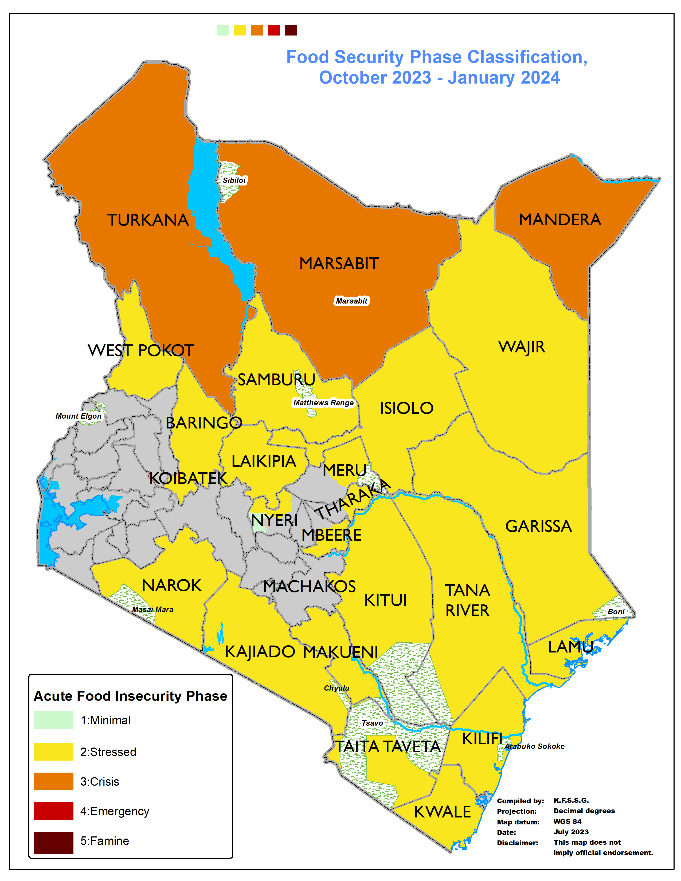 Food Security Phase Classification,
October 2023 - January 2024
Sibiloi
TURKANA
MANDERA
MARSABIT
Marsabit
WEST POKOT
WAJIR
SAMBURU
Matthews Range
ISIOLO
Mount Elgon
BARINGO
LAIKIPIA
MERU
KOIBATEK
THARAKA
NYERI
GARISSA
MBEERE
NAROK
MACHAKOS
KITUI
TANA
RIVER
Masai Mara
Boni
KAJIADO
MAKUENI
LAMU
Chyulu
Tsavo
TAITA TAVETA
KILIFI
Arabuko Sokoke
KWALE
Acute Food Insecurity Phase
1:Minimal
2:Stressed
3:Crisis
4:Emergency
5:Famine
Compiled by: K.F.S.S.G.
Projection: Decimal degrees
Map datum: WGS 84
Date: July 2023
Disclaimer: This map does not
imply official endorsement.